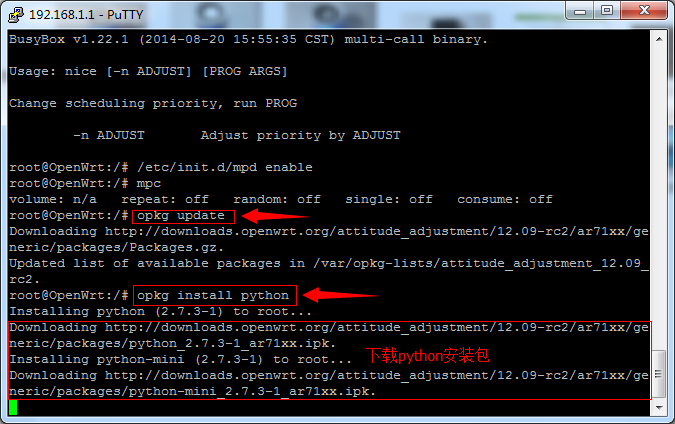 192.168.1.1 - PuTTY
BusyBox v1.22.1 (2014-08-20 15:55:35 CST) multi-call binary.
Usage: nice [-n ADJUST] [PROG ARGS]
Change scheduling priority, run PROG
-n ADJUST Adjust priority by ADJUST
root@OpenWrt:/# /etc/init.d/mpd enable
root@OpenWrt:/# mpc
volume: n/a repeat: off random: off single: off consume: off
root@OpenWrt:/# opkg update
Downloading http://downloads.openwrt.org/attitude_adjustment/12.09-rc2/ar71xx/ge
neric/packages/Packages.gz.
Updated list of available packages in /var/opkg-lists/attitude_adjustment_12.09_
rc2.
root@OpenWrt:/# opkg install python
Installing python (2.7.3-1) to root...
Downloading http://downloads.openwrt.org/attitude_adjustment/12.09-rc2/ar71xx/ge
neric/packages/python_2.7.3-1_ar71xx.ipk.
Installing python-mini (2.7.3-1) to root... 下载python安装包
Downloading http://downloads.openwrt.org/attitude_adjustment/12.09-rc2/ar71xx/ge
neric/packages/python-mini_2.7.3-1_ar71xx.ipk.